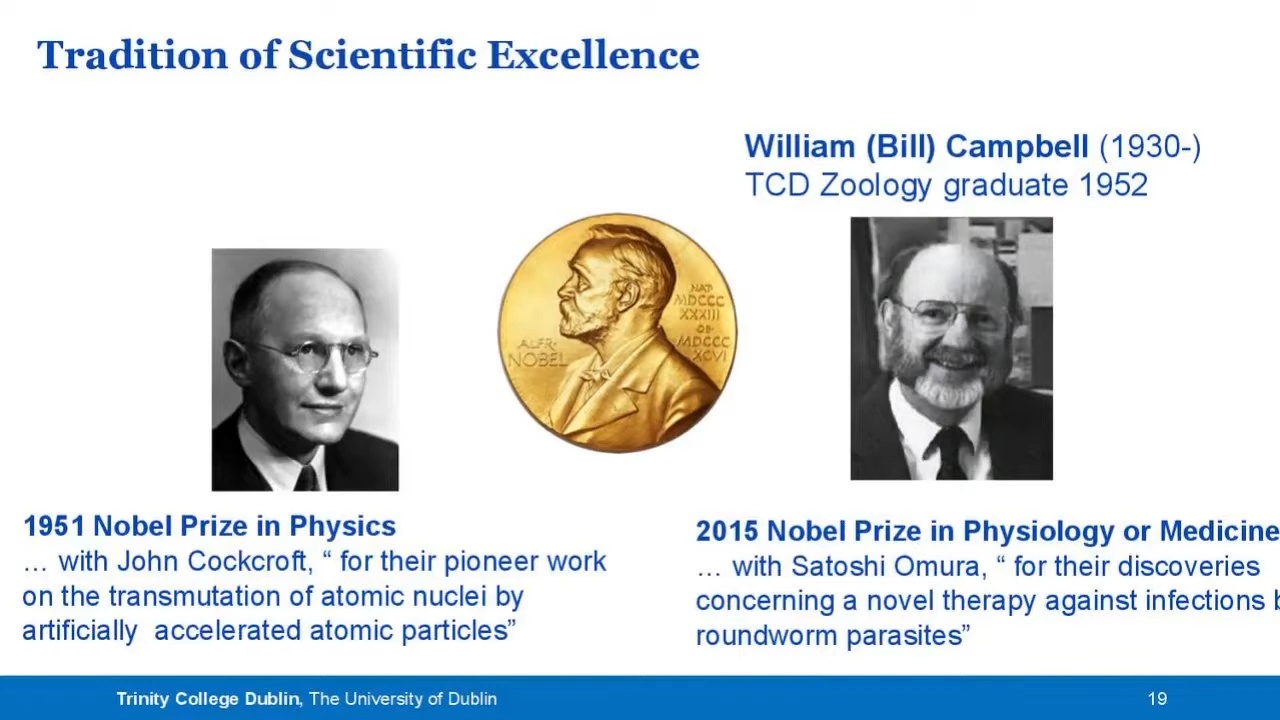 Tradition of Scientific Excellence
William (Bill) Campbell (1930-)
TCD Zoology graduate 1952
ALFR·
NOBEL
NAT·
MDCCC
XXXIII
OB·
MDCCC
XCVI
1951 Nobel Prize in Physics
… with John Cockcroft, “ for their pioneer work
on the transmutation of atomic nuclei by
artificially  accelerated atomic particles”
2015 Nobel Prize in Physiology or Medicine
… with Satoshi Omura, “ for their discoveries
concerning a novel therapy against infections
roundworm parasites”
Trinity College Dublin, The University of Dublin
19